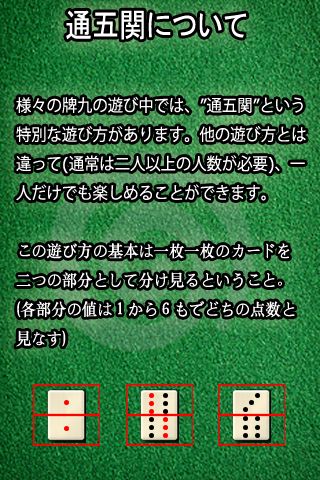 通五関について
様々の牌九の遊び中では、”通五関”という
特別な遊び方があります。他の遊び方とは
違って(通常は二人以上の人数が必要)、一
人だけでも楽しめることができます。
この遊び方の基本は一枚一枚のカードを
二つの部分として分け見るということ。
(各部分の値は１から６もでどちの点数と
見なす)